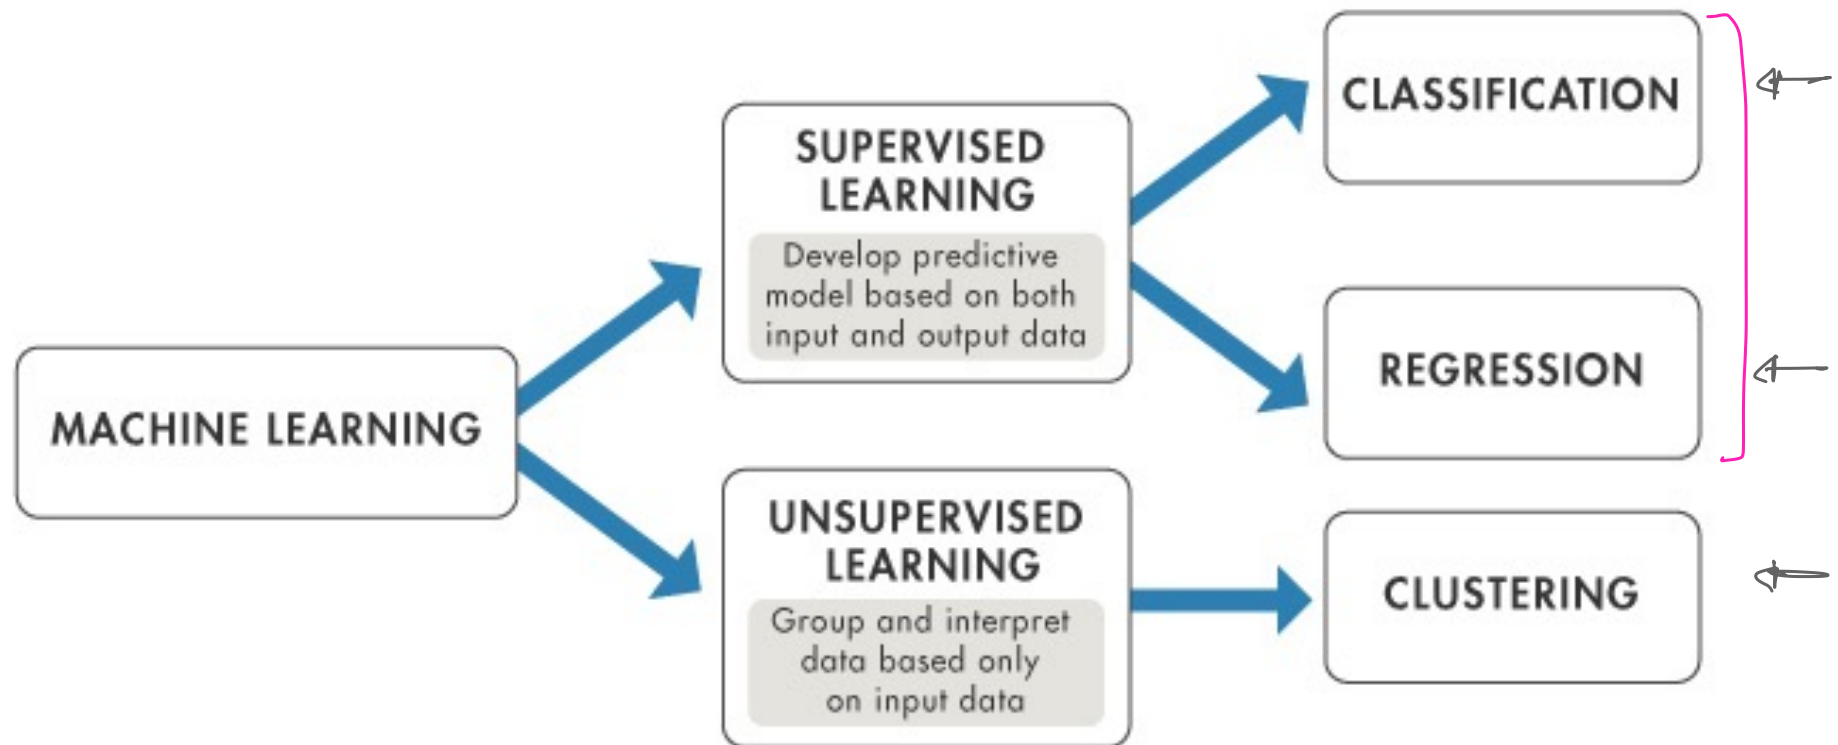 MACHINE LEARNING
SUPERVISED
LEARNING
Develop predictive
model based on both
input and output data
UNSUPERVISED
LEARNING
Group and interpret
data based only
on input data
CLASSIFICATION
REGRESSION
CLUSTERING